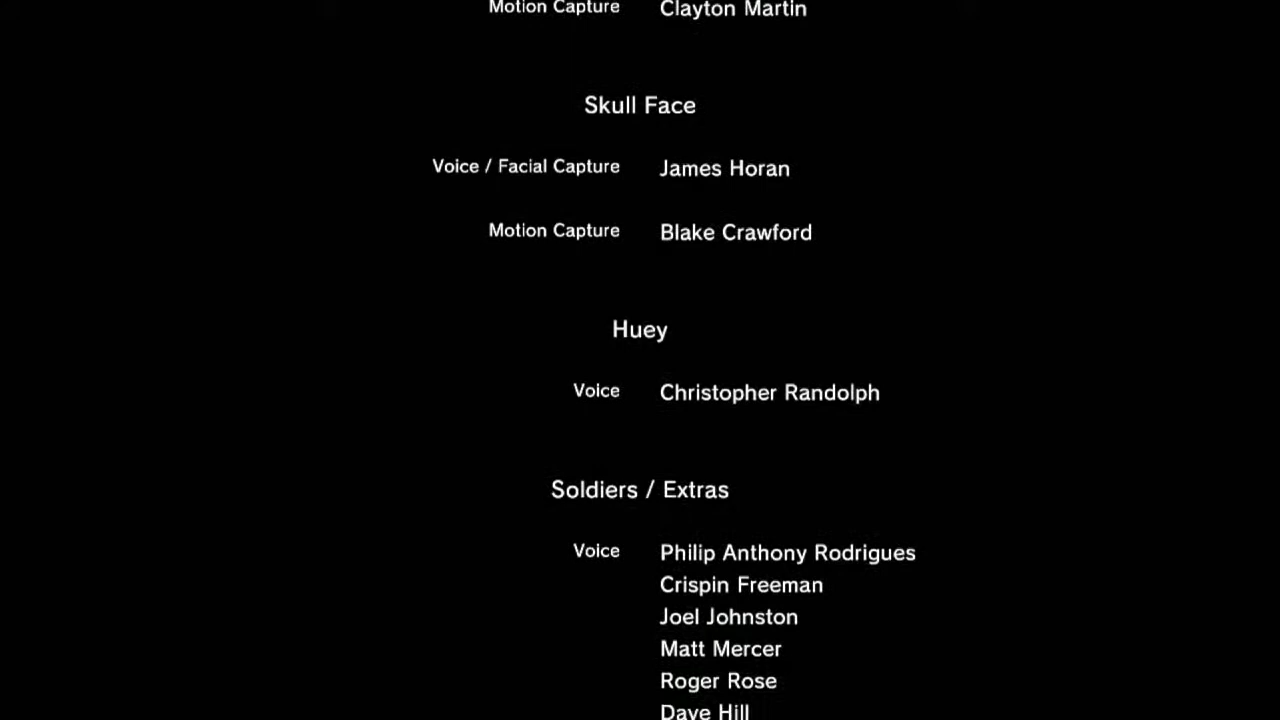 Motion Capture Clayton Martin
Skull Face
Voice / Facial Capture James Horan
Motion Capture Blake Crawford
Huey
Voice Christopher Randolph
Soldiers / Extras
Voice Philip Anthony Rodrigues
Crispin Freeman
Joel Johnston
Matt Mercer
Roger Rose
Dave Hill